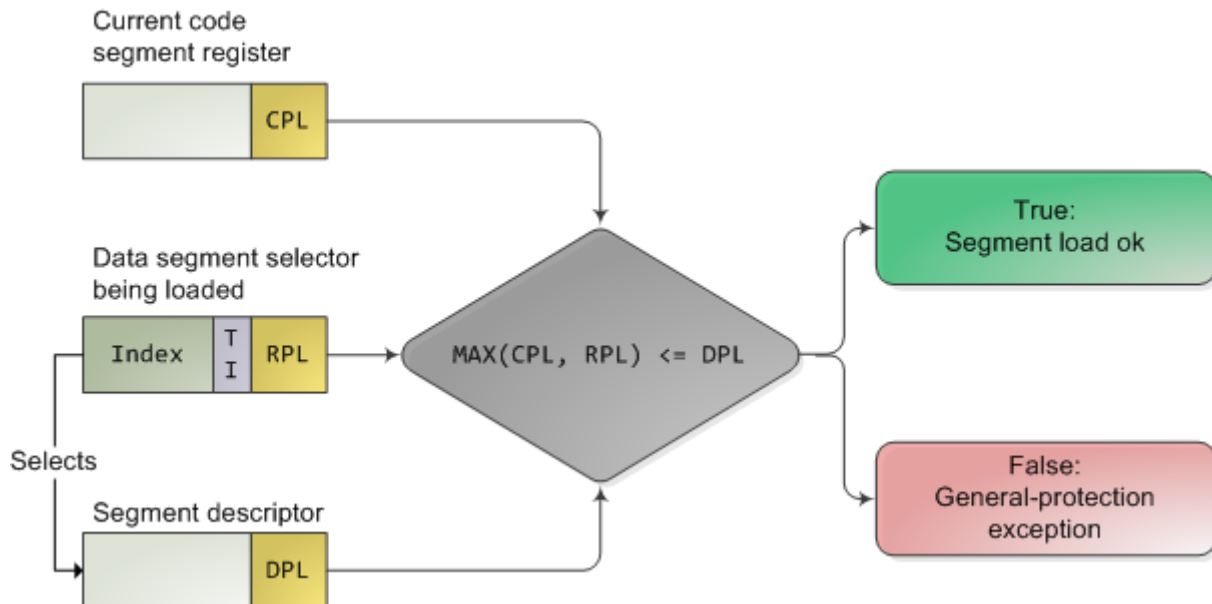 Current code
segment register
CPL
Data segment selector
being loaded
Index
T
I
RPL
Selects
Segment descriptor
DPL
MAX(CPL, RPL) <= DPL
True:
Segment load ok
False:
General-protection
exception